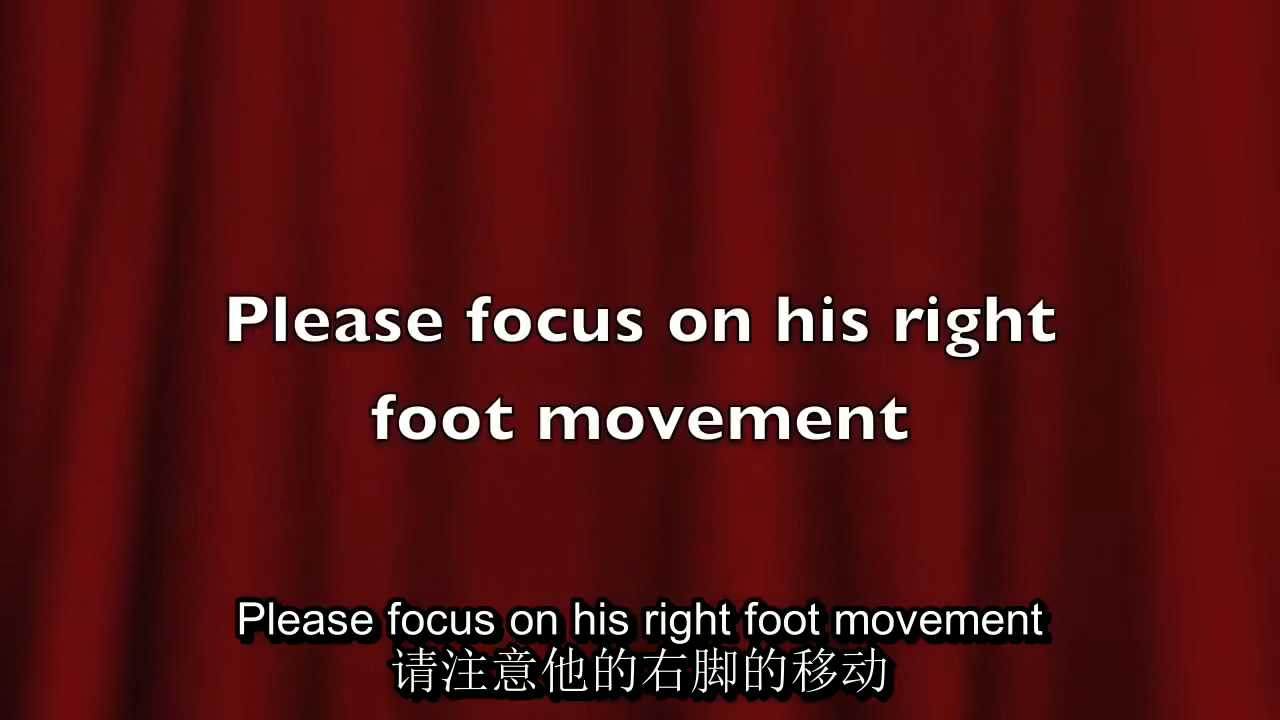 Please focus on his right
foot movement
Please focus on his right foot movement
请注意他的右脚的移动